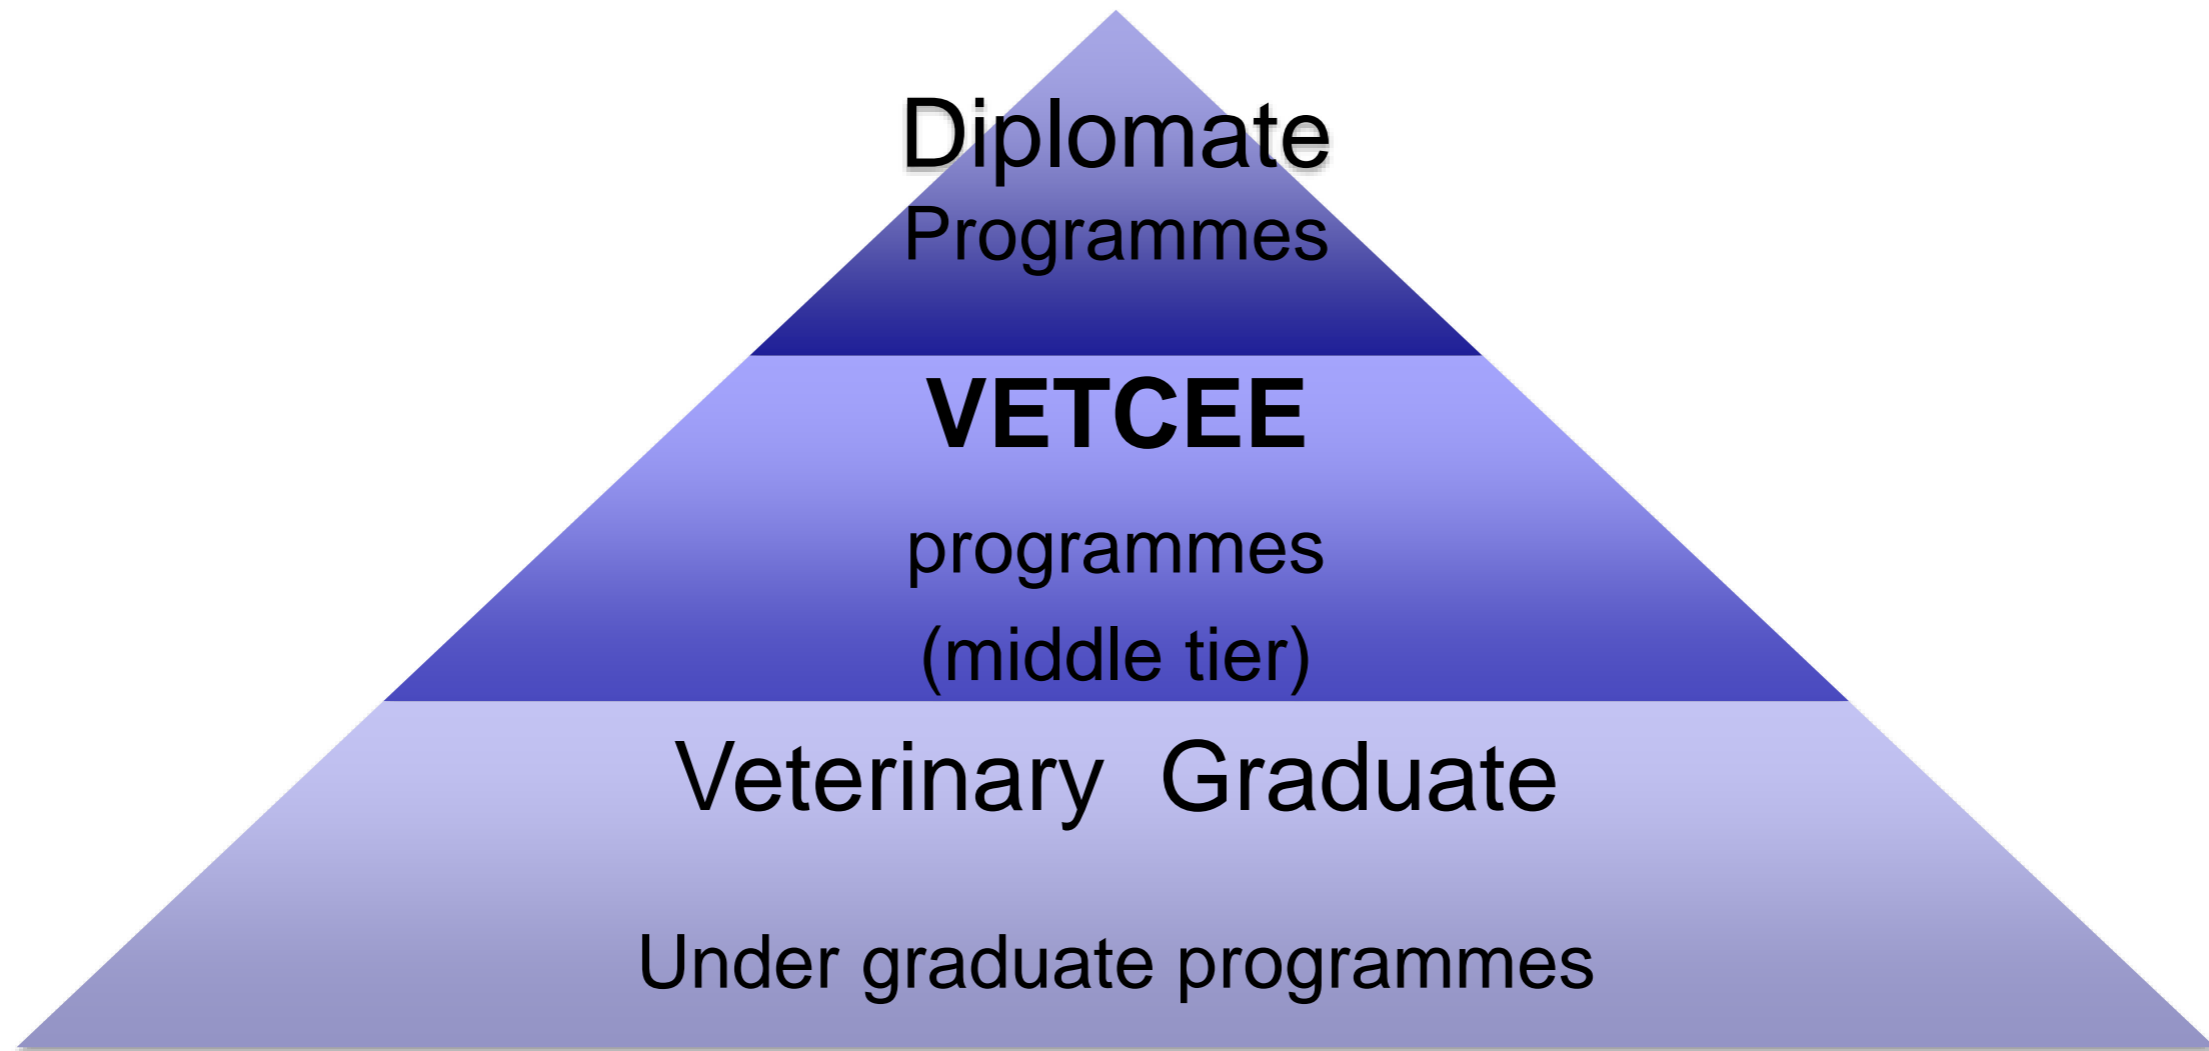 Diplomate
Programmes
VETCEE
programmes
(middle tier)
Veterinary  Graduate
Under graduate programmes